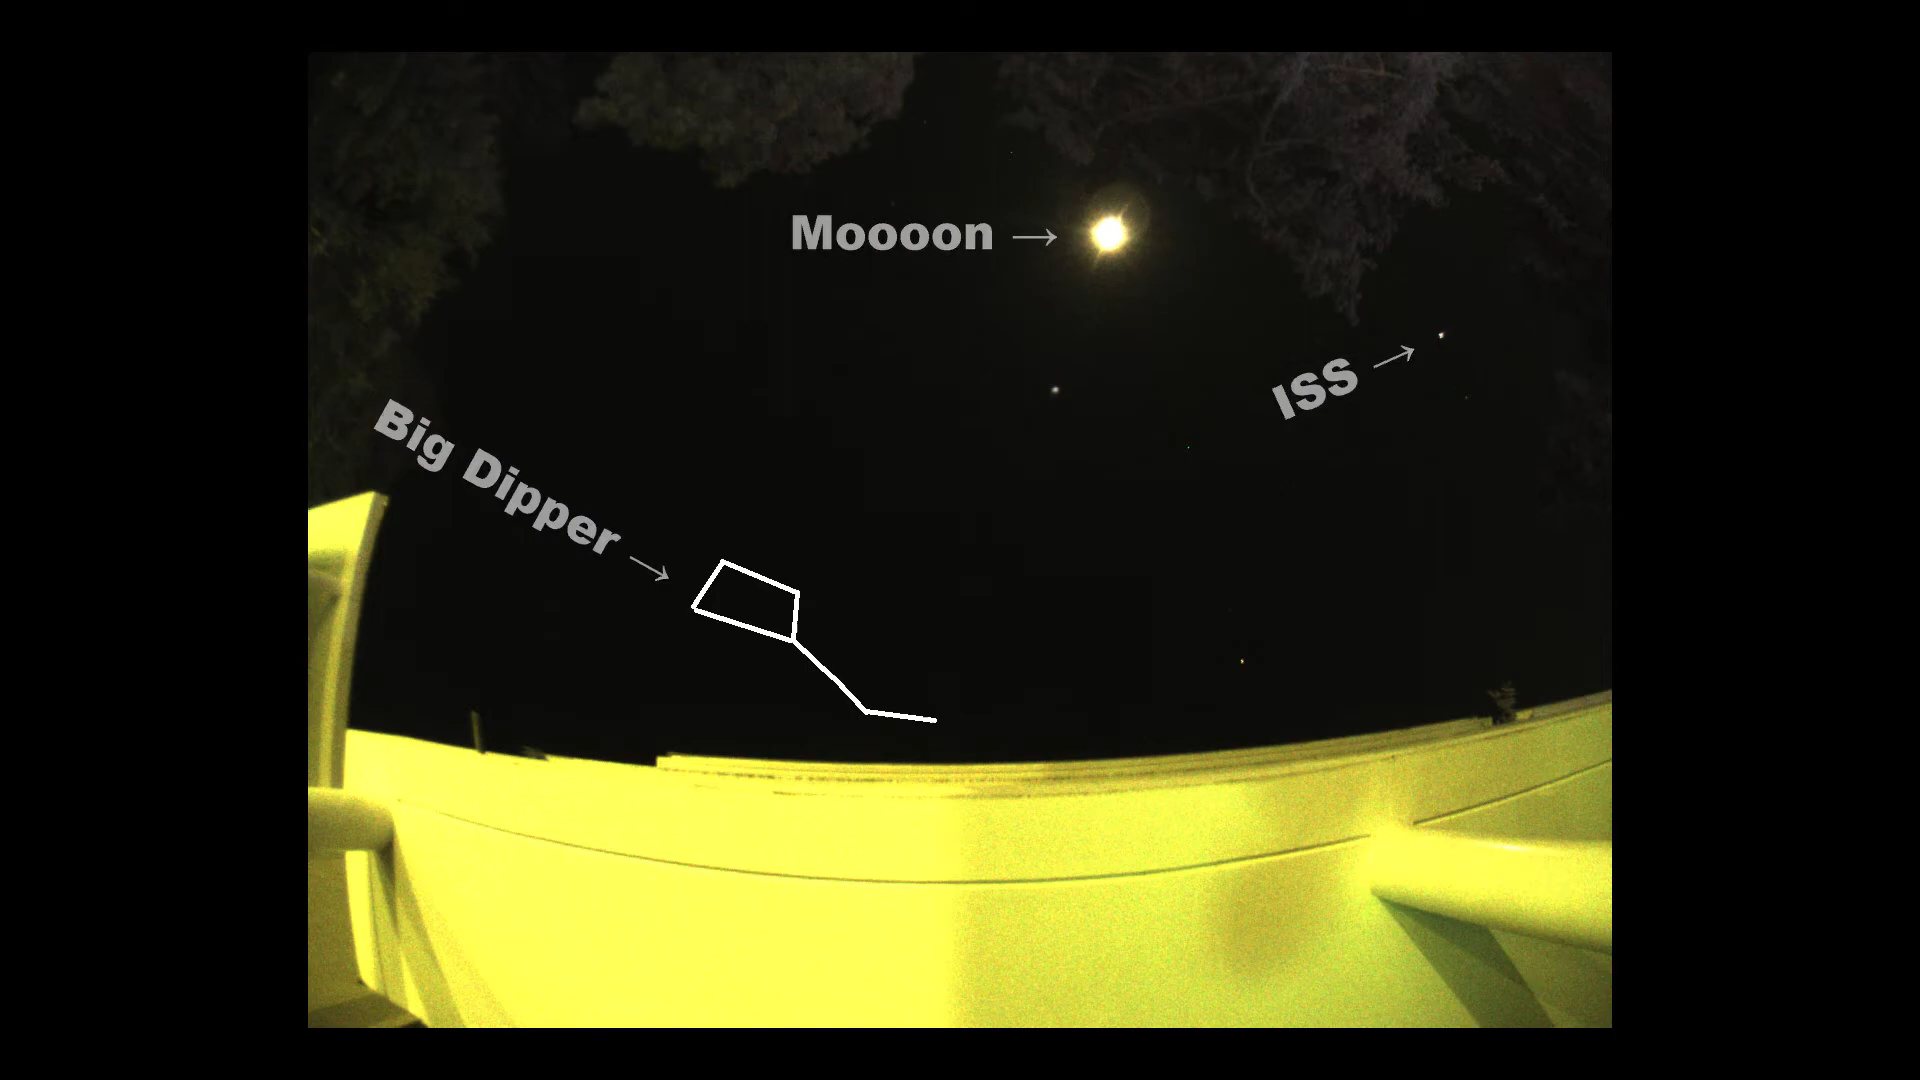 Moooon →
ISS →
Big Dipper →